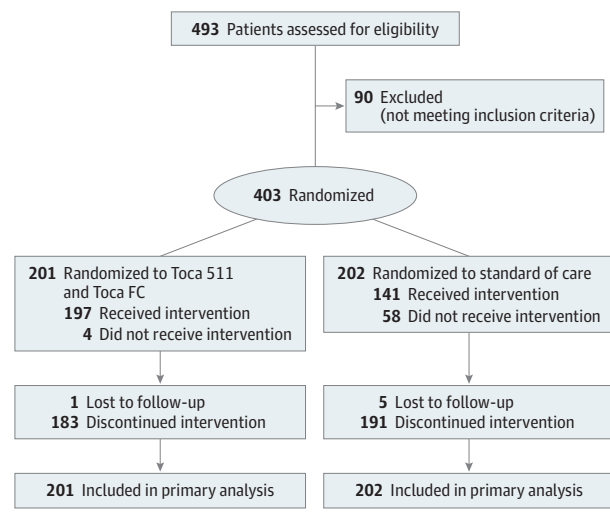 493 Patients assessed for eligibility
90 Excluded
(not meeting inclusion criteria)
403 Randomized
201 Randomized to Toca 511
and Toca FC
197 Received intervention
4 Did not receive intervention
202 Randomized to standard of care
141 Received intervention
58 Did not receive intervention
1 Lost to follow-up
183 Discontinued intervention
5 Lost to follow-up
191 Discontinued intervention
201 Included in primary analysis
202 Included in primary analysis